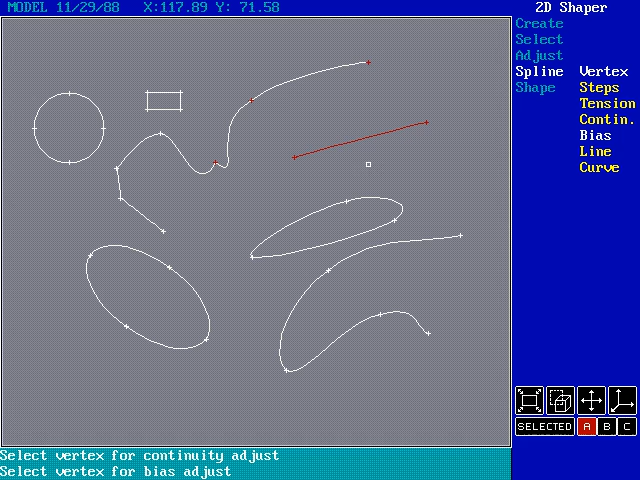 MODEL 11/29/88 X:117.89 Y: 71.58 2D Shaper
Create
Select
Adjust
Spline Vertex
Shape Steps
Tension
Contin.
Bias
Line
Curve
SELECTED A B C
Select vertex for continuity adjust
Select vertex for bias adjust